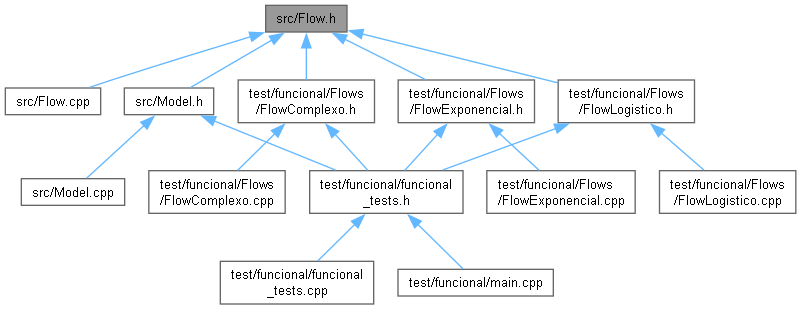 src/Flow.h
src/Flow.cpp
src/Model.h
test/funcional/Flows
/FlowComplexo.h
test/funcional/Flows
/FlowExponencial.h
test/funcional/Flows
/FlowLogistico.h
src/Model.cpp
test/funcional/Flows
/FlowComplexo.cpp
test/funcional/funcional
_tests.h
test/funcional/Flows
/FlowExponencial.cpp
test/funcional/Flows
/FlowLogistico.cpp
test/funcional/funcional
_tests.cpp
test/funcional/main.cpp